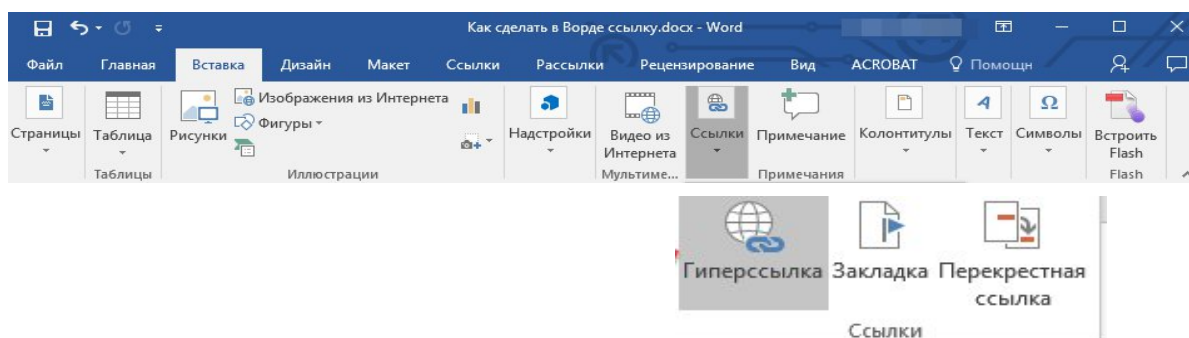 Как сделать в Ворде ссылку.docx - Word
Файл Главная Вставка Дизайн Макет Ссылки Рассылки Рецензирование Вид ACROBAT Помощн
Страницы
Таблица
Рисунки
Изображения из Интернета
Фигуры
Надстройки
Видео из
Интернета
Ссылки
Примечание
Колонтитулы
Текст
Символы
Встроить
Flash
Таблицы Иллюстрации Мультиме... Примечания Flash
Гиперссылка Закладка Перекрестная
ссылка
Ссылки